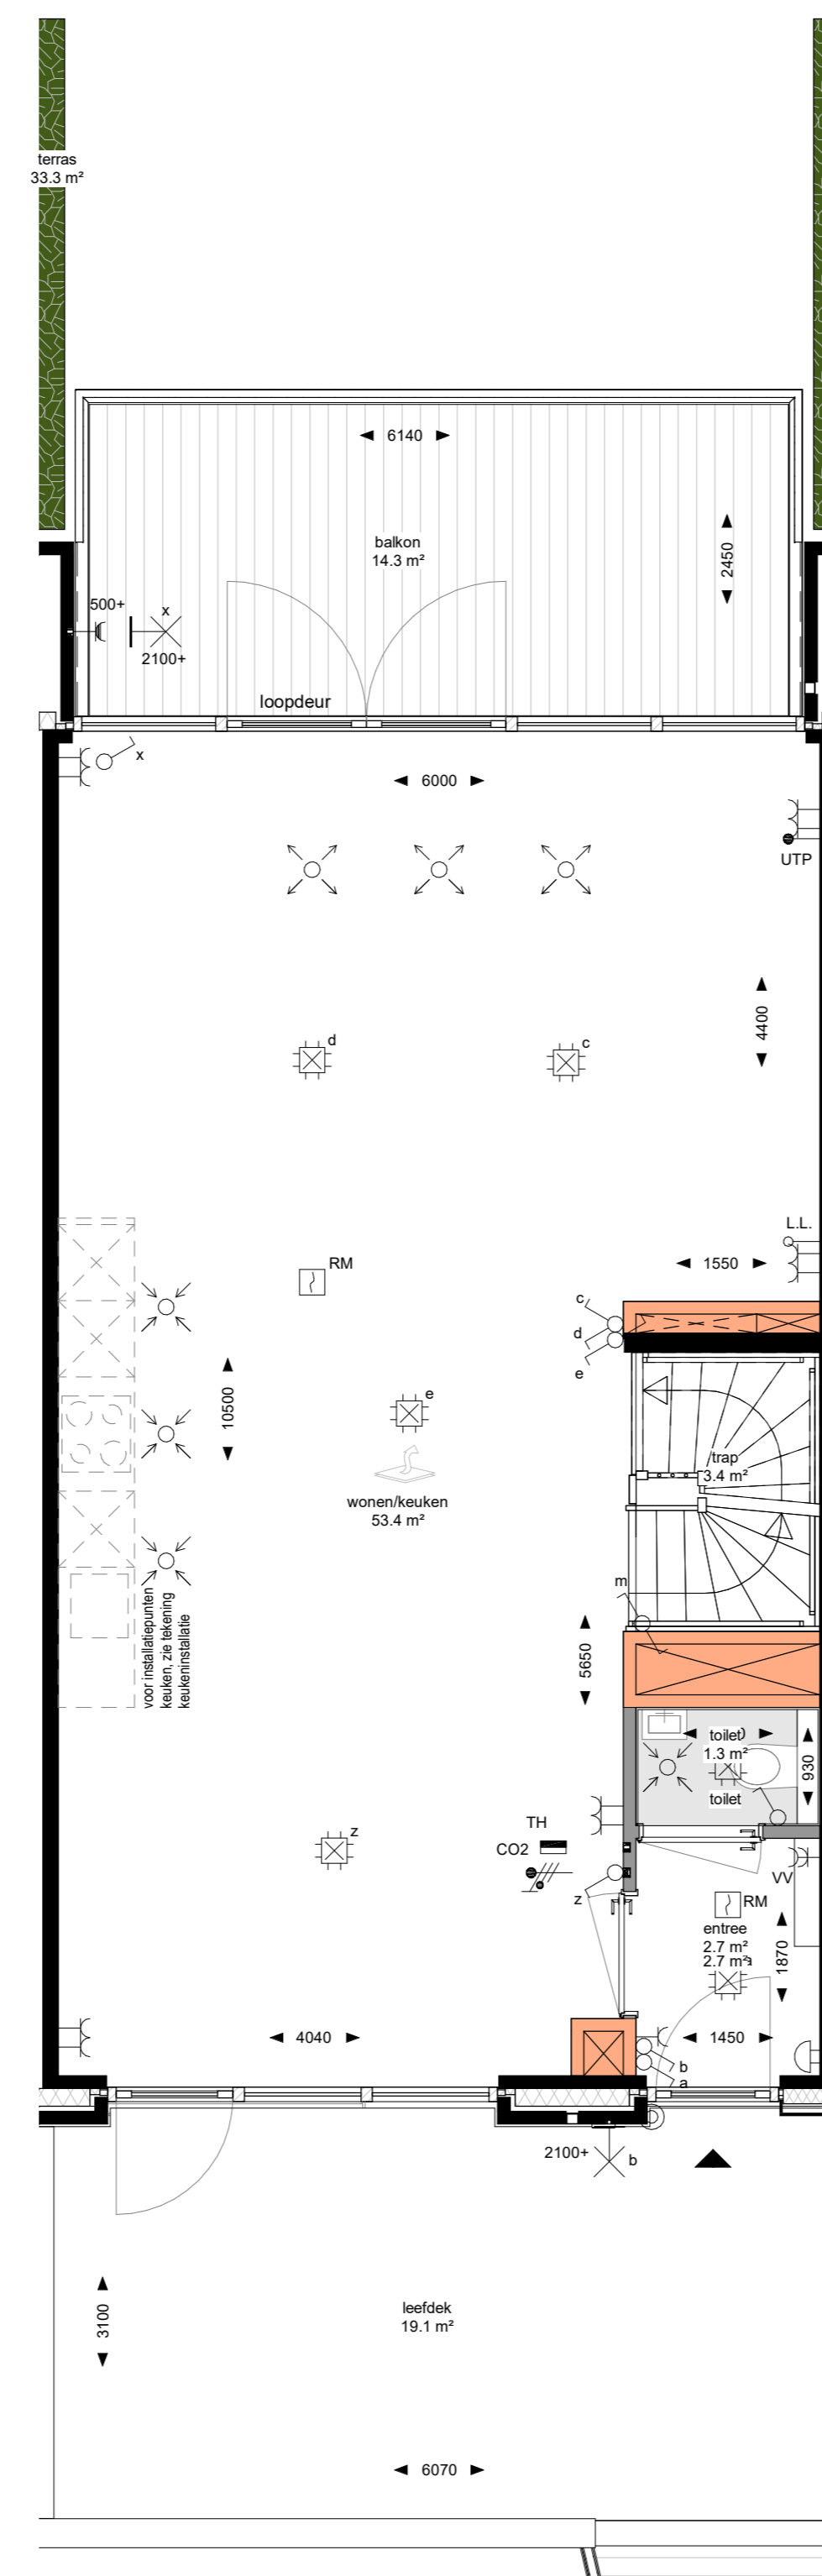 terras
33.3 m²
6140
balkon
14.3 m²
2450
500+
x
2100+
loopdeur
x
6000
UTP
4400
d
c
L.L.
RM
1550
c
d
e
10500
e
trap
3.4 m²
wonen/keuken
53.4 m²
m
voor installatiepunten
keuken, zie tekening
keukeninstallatie
5650
toilet
1.3 m²
930
toilet
TH
z
CO2
VV
z
RM
entree
2.7 m²
2.7 m²
1870
4040
1450
b
a
2100+
b
leefdek
19.1 m²
3100
6070